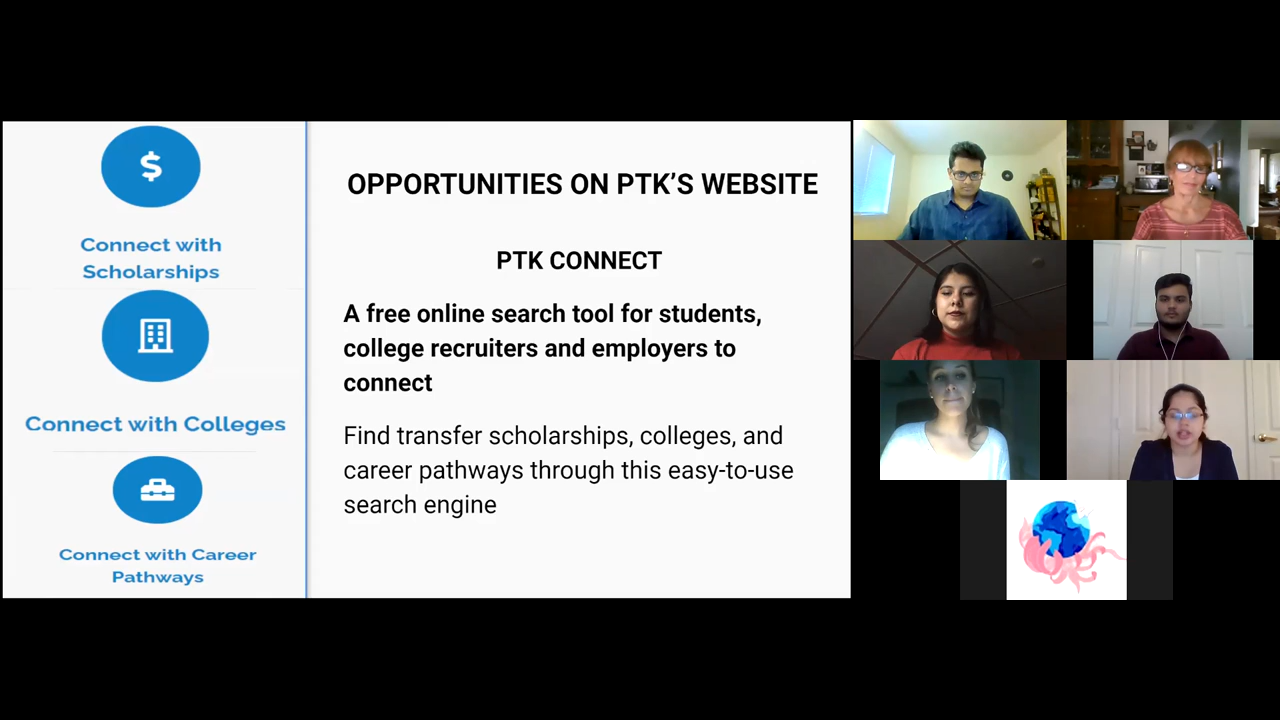 Connect with
Scholarships
Connect with Colleges
Connect with Career
Pathways
OPPORTUNITIES ON PTK'S WEBSITE
PTK CONNECT
A free online search tool for students,
college recruiters and employers to
connect
Find transfer scholarships, colleges, and
career pathways through this easy-to-use
search engine